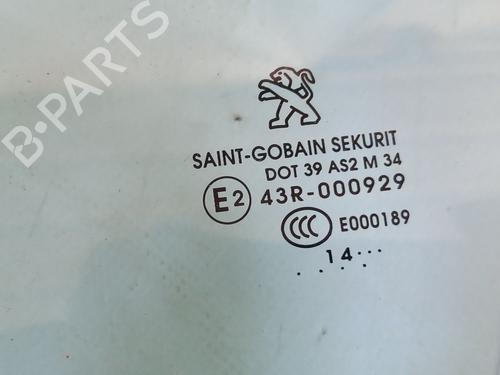 B-PARTS
SAINT-GOBAIN SEKURIT
DOT 39 AS2 M 34
E2 43R-000929
CCC E000189
14